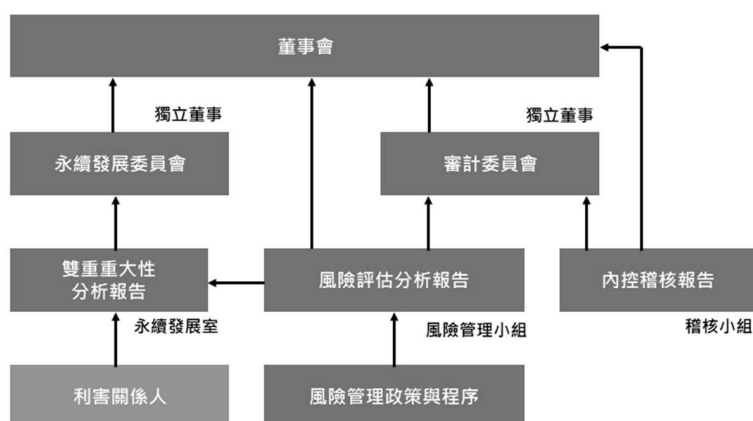 董事會
獨立董事
獨立董事
永續發展委員會
審計委員會
雙重重大性
分析報告
風險評估分析報告
內控稽核報告
永續發展室
風險管理小組
稽核小組
利害關係人
風險管理政策與程序